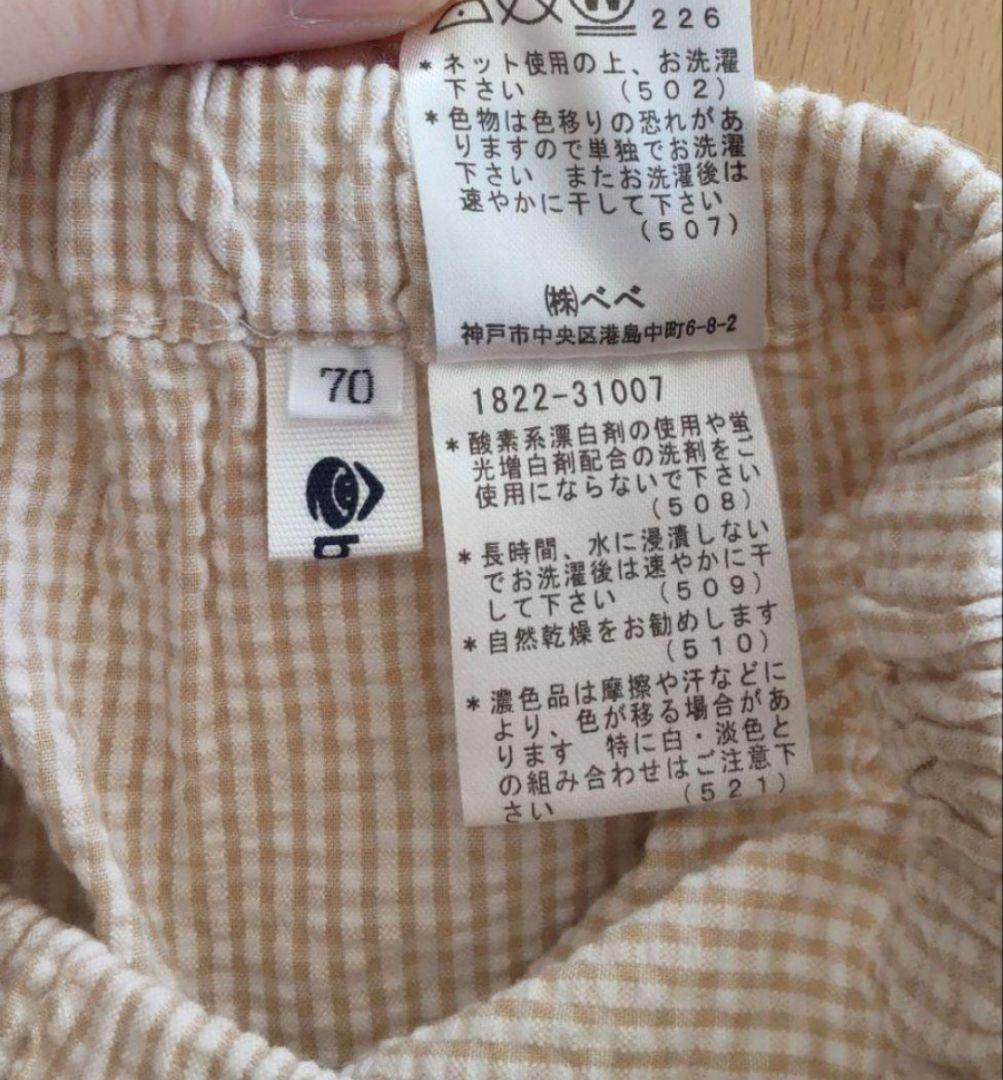 226
* ネット使用の上、お洗濯
下さい (502)
* 色物は色移りの恐れがあ
りますので単独でお洗濯
下さい またお洗濯後は
速やかに干して下さい
(507)
㈱べべ
神戸市中央区港島中町6-8-2
70
b
1822-31007
* 酸素系漂白剤の使用や蛍
光増白剤配合の洗剤をご
使用にならないで下さい
(508)
* 長時間、水に浸漬しない
でお洗濯後は速やかに干
して下さい (509)
* 自然乾燥をお勧めします
(510)
* 濃色品は摩擦や汗などに
より、色が移る場合があ
ります 特に白・淡色と
の組み合わせはご注意下
さい (521)